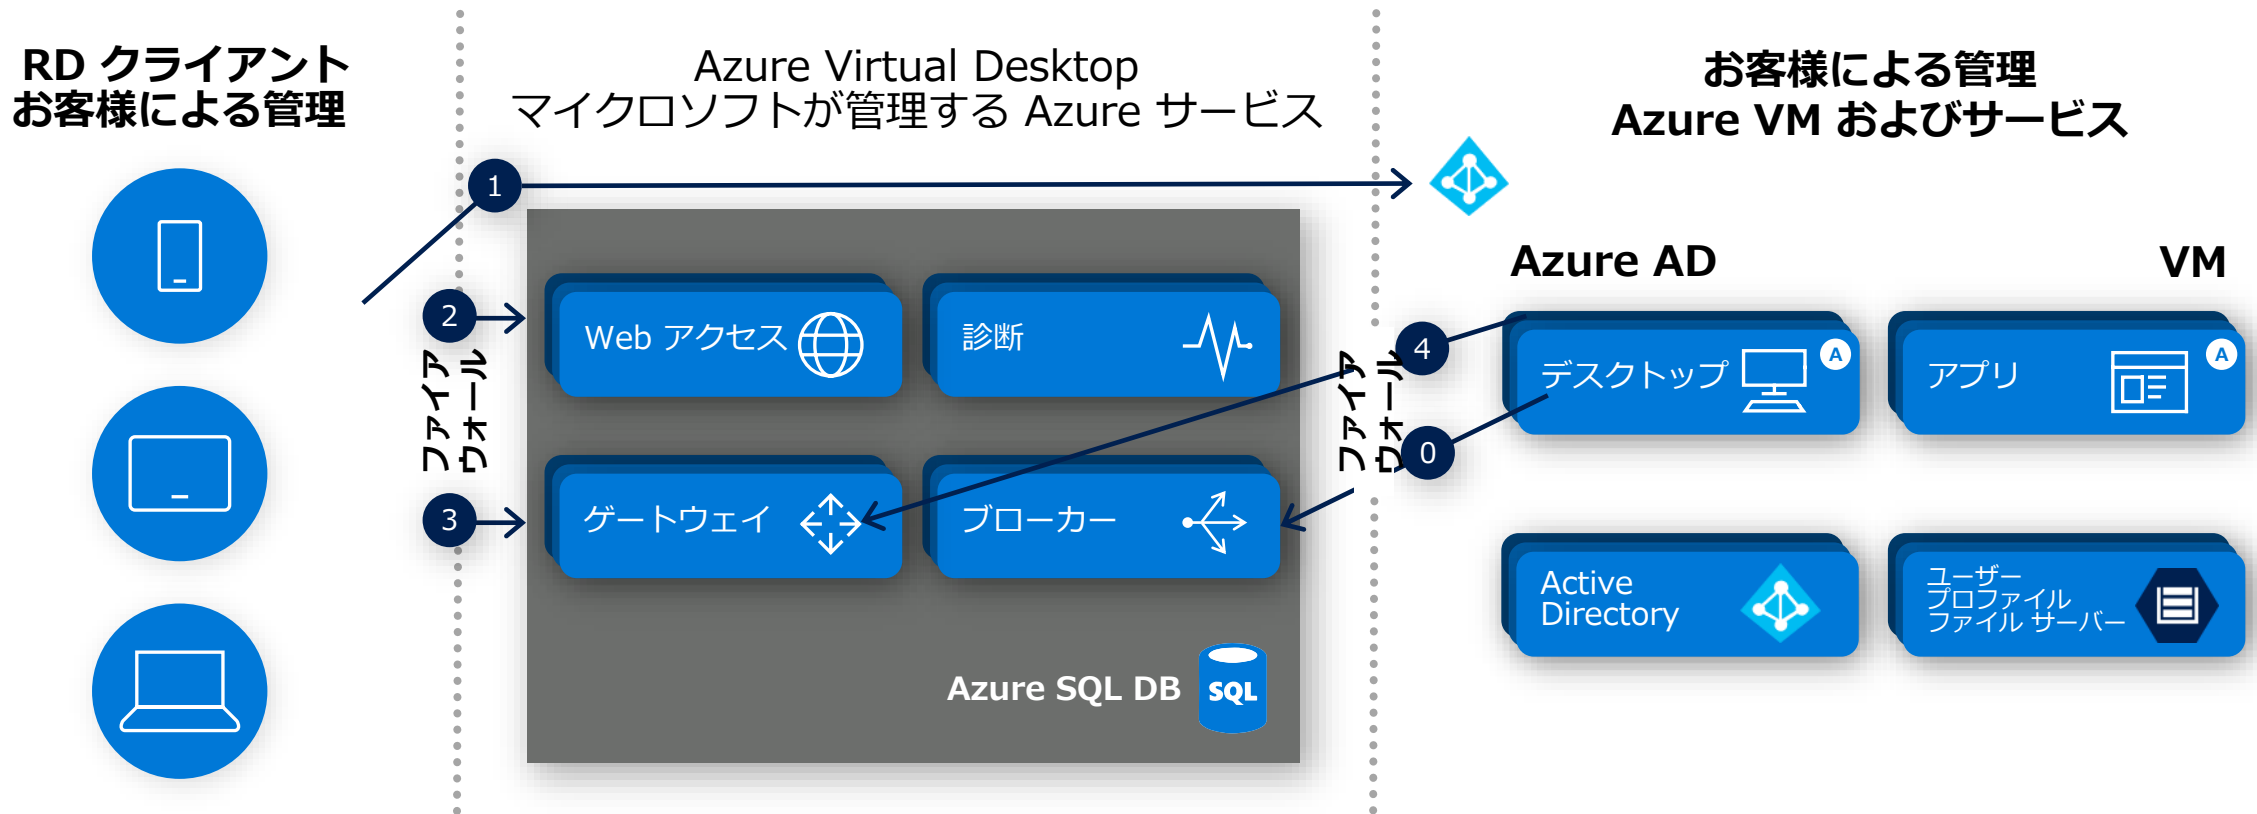 RD クライアント
お客様による管理
Azure Virtual Desktop
マイクロソフトが管理する Azure サービス
お客様による管理
Azure VM およびサービス
1
Azure AD
VM
2
Web アクセス
診断
4
デスクトップ
A
アプリ
A
ファイア
ウォール
ファイア
ウォール
0
3
ゲートウェイ
ブローカー
Active
Directory
ユーザー
プロファイル
ファイル サーバー
Azure SQL DB
SQL